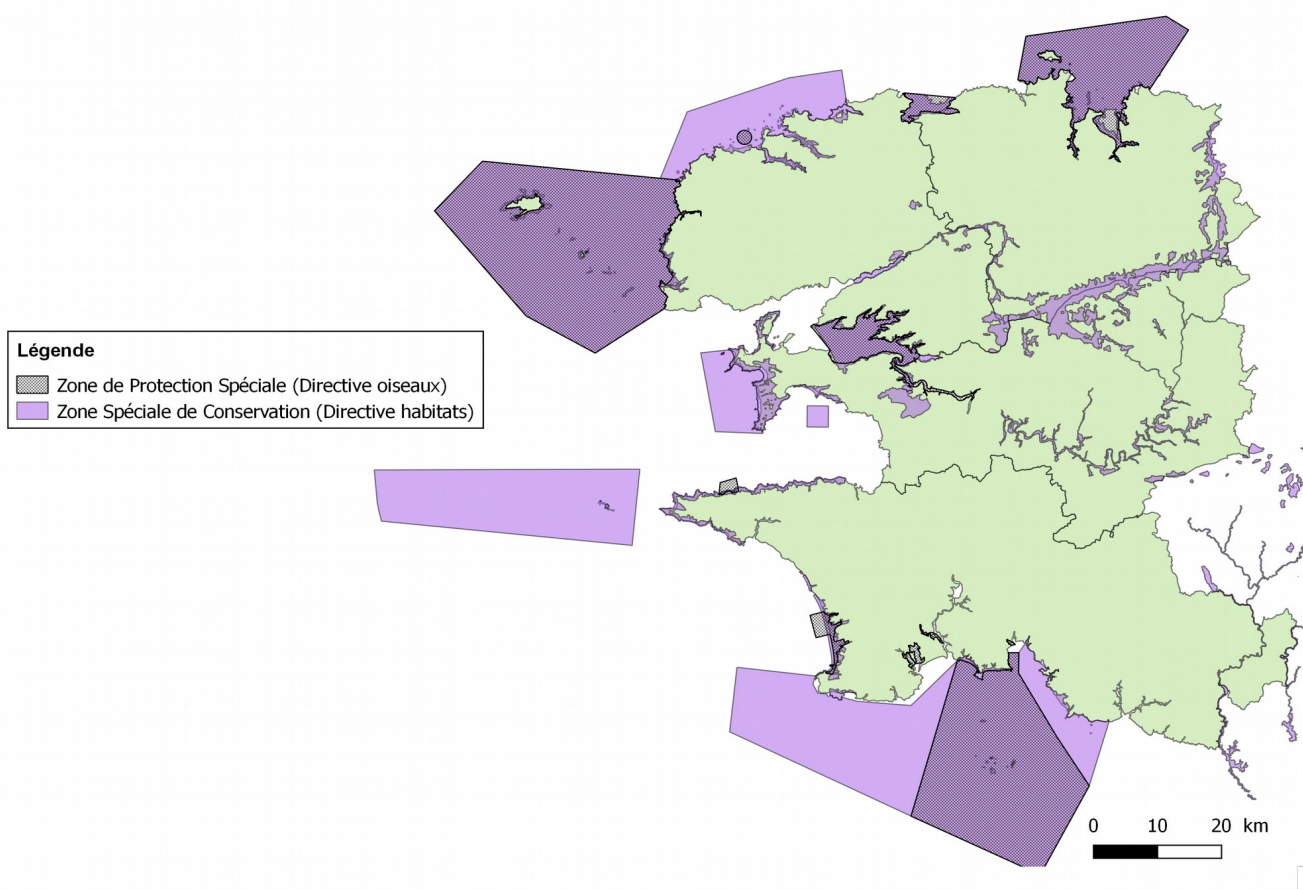 Légende
Zone de Protection Spéciale (Directive oiseaux)
Zone Spéciale de Conservation (Directive habitats)
0 10 20 km